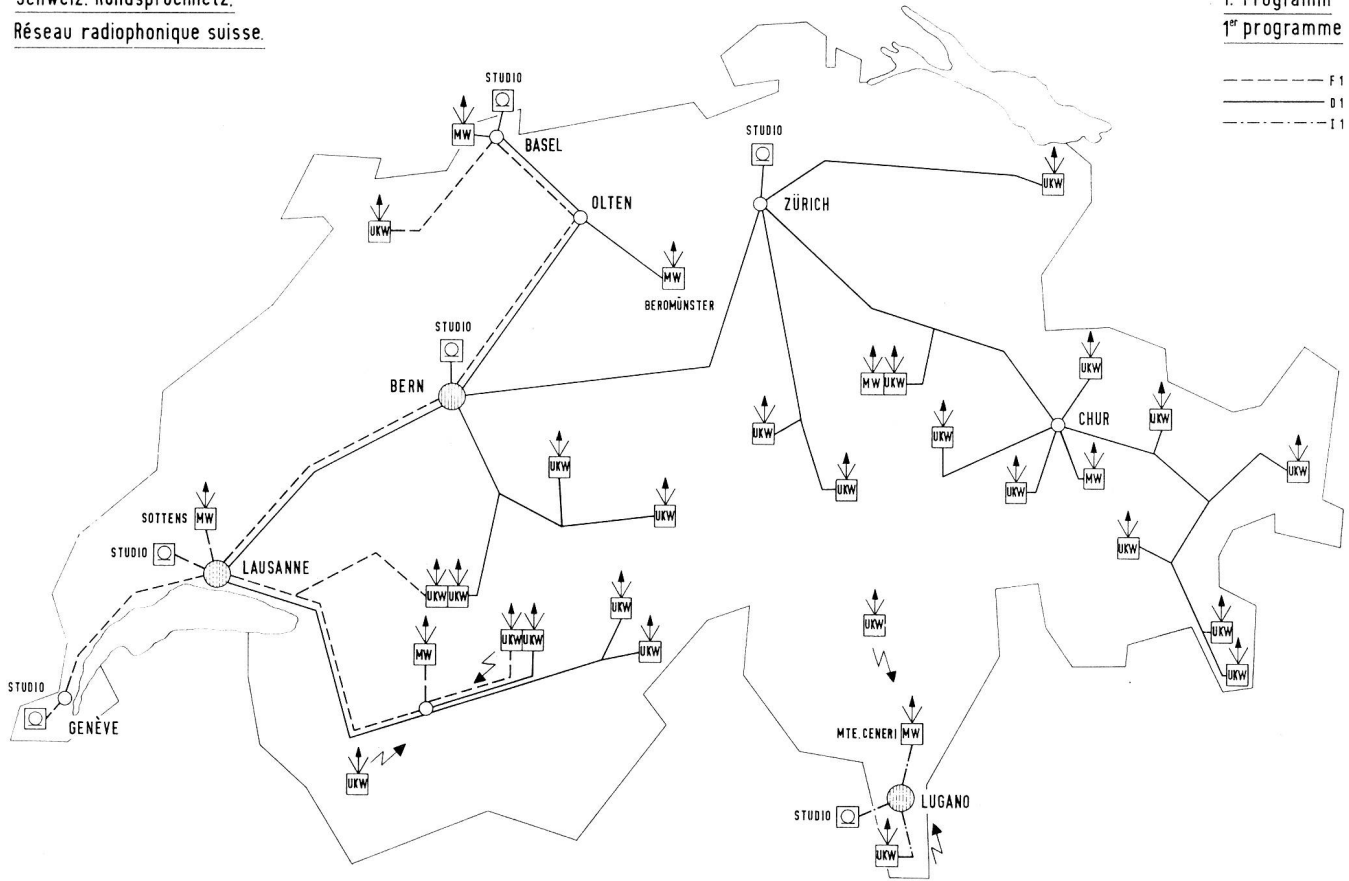 Schweiz. Rundspruchnetz.
Réseau radiophonique suisse.
1. Programm
1er programme
F 1
D 1
I 1
STUDIO
MW
BASEL
STUDIO
UKW
OLTEN
ZÜRICH
UKW
UKW
MW
BEROMÜNSTER
STUDIO
BERN
MW UKW
UKW
UKW
CHUR
UKW
UKW
UKW
UKW
UKW
UKW
MW
UKW
SOTTENS MW
UKW
STUDIO
LAUSANNE
UKW
UKW UKW
UKW
UKW
UKW UKW
UKW
MW
UKW
UKW
STUDIO
GENÈVE
MTE. CENERI MW
UKW
LUGANO
STUDIO
UKW